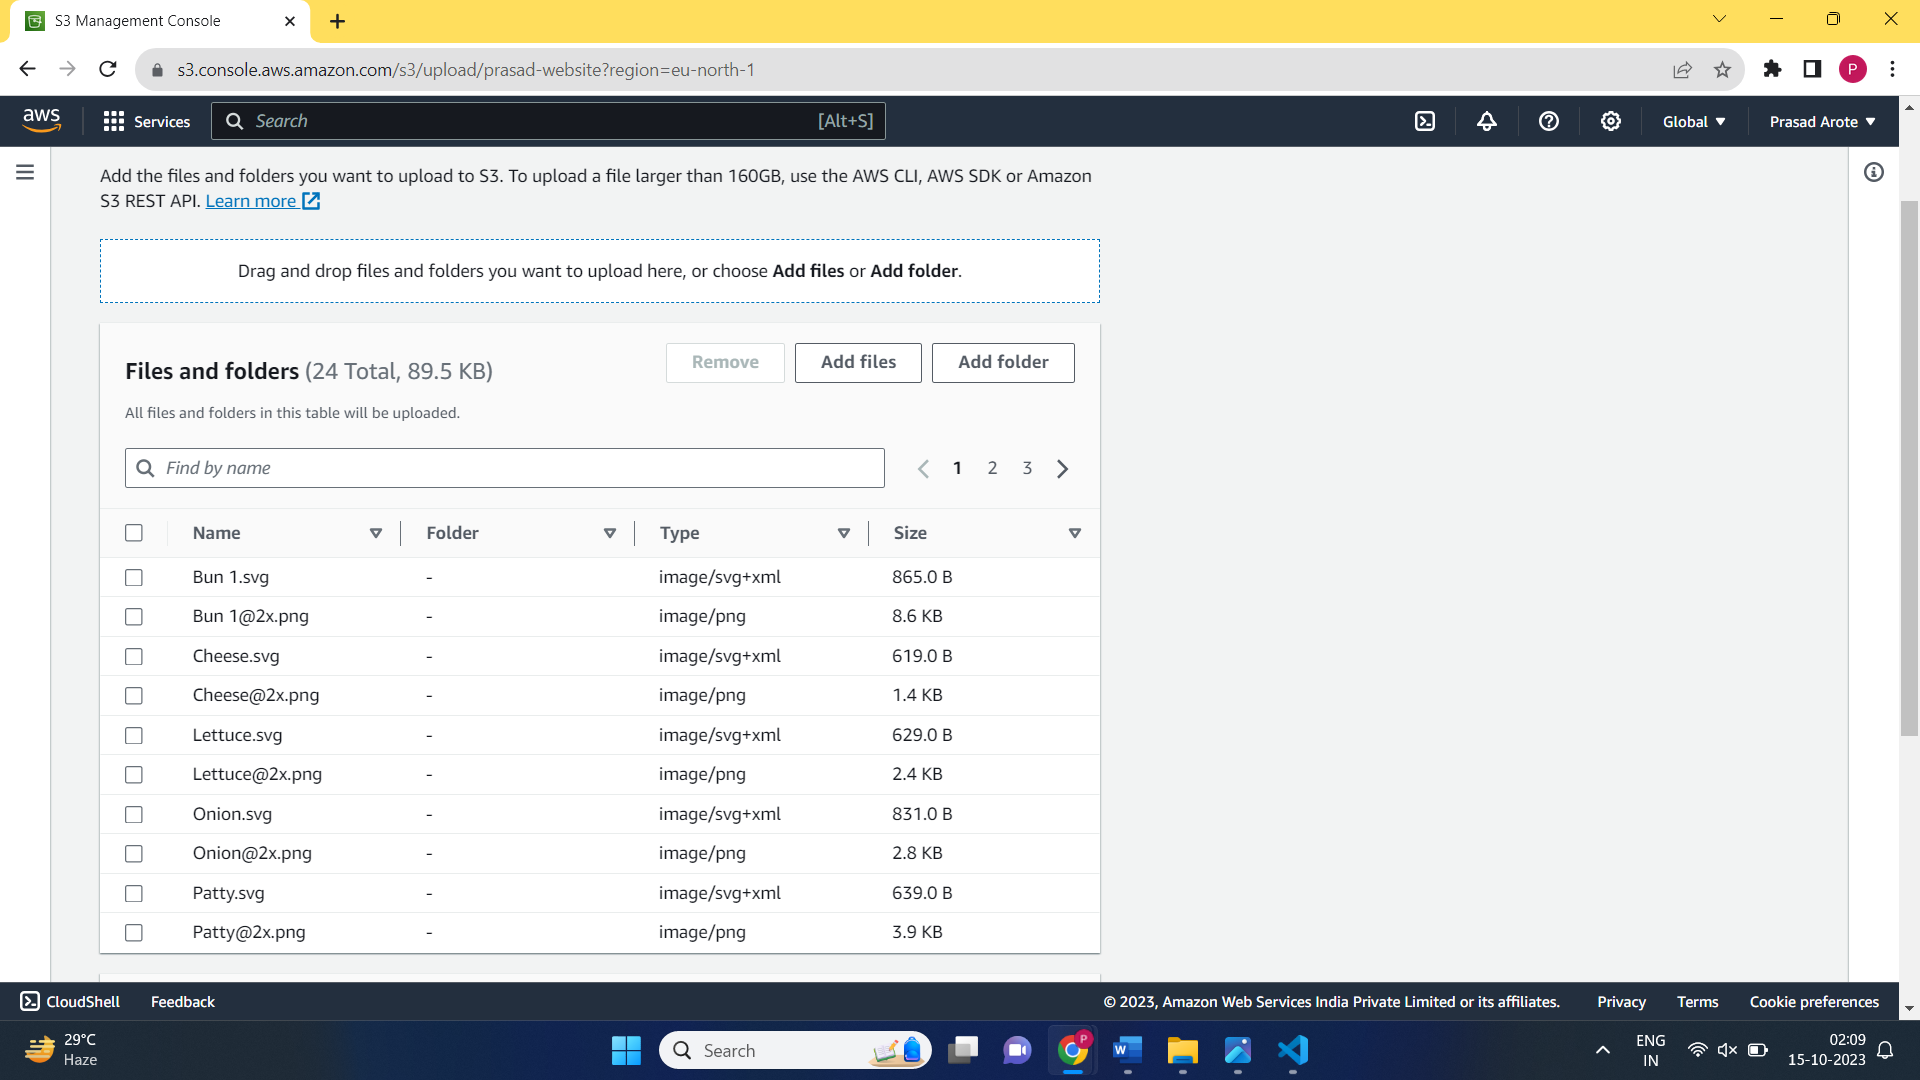 S3 Management Console
s3.console.aws.amazon.com/s3/upload/prasad-website?region=eu-north-1
P
aws
Services
Search
[Alt+S]
Global
Prasad Arote
Add the files and folders you want to upload to S3. To upload a file larger than 160GB, use the AWS CLI, AWS SDK or Amazon
S3 REST API. Learn more
Drag and drop files and folders you want to upload here, or choose Add files or Add folder.
Files and folders (24 Total, 89.5 KB)
Remove
Add files
Add folder
All files and folders in this table will be uploaded.
Find by name
1 2 3
Name Folder Type Size
Bun 1.svg - image/svg+xml 865.0 B
Bun 1@2x.png - image/png 8.6 KB
Cheese.svg - image/svg+xml 619.0 B
Cheese@2x.png - image/png 1.4 KB
Lettuce.svg - image/svg+xml 629.0 B
Lettuce@2x.png - image/png 2.4 KB
Onion.svg - image/svg+xml 831.0 B
Onion@2x.png - image/png 2.8 KB
Patty.svg - image/svg+xml 639.0 B
Patty@2x.png - image/png 3.9 KB
CloudShell
Feedback
© 2023, Amazon Web Services India Private Limited or its affiliates.
Privacy
Terms
Cookie preferences
29°C
Haze
Search
P
W
ENG
IN
02:09
15-10-2023